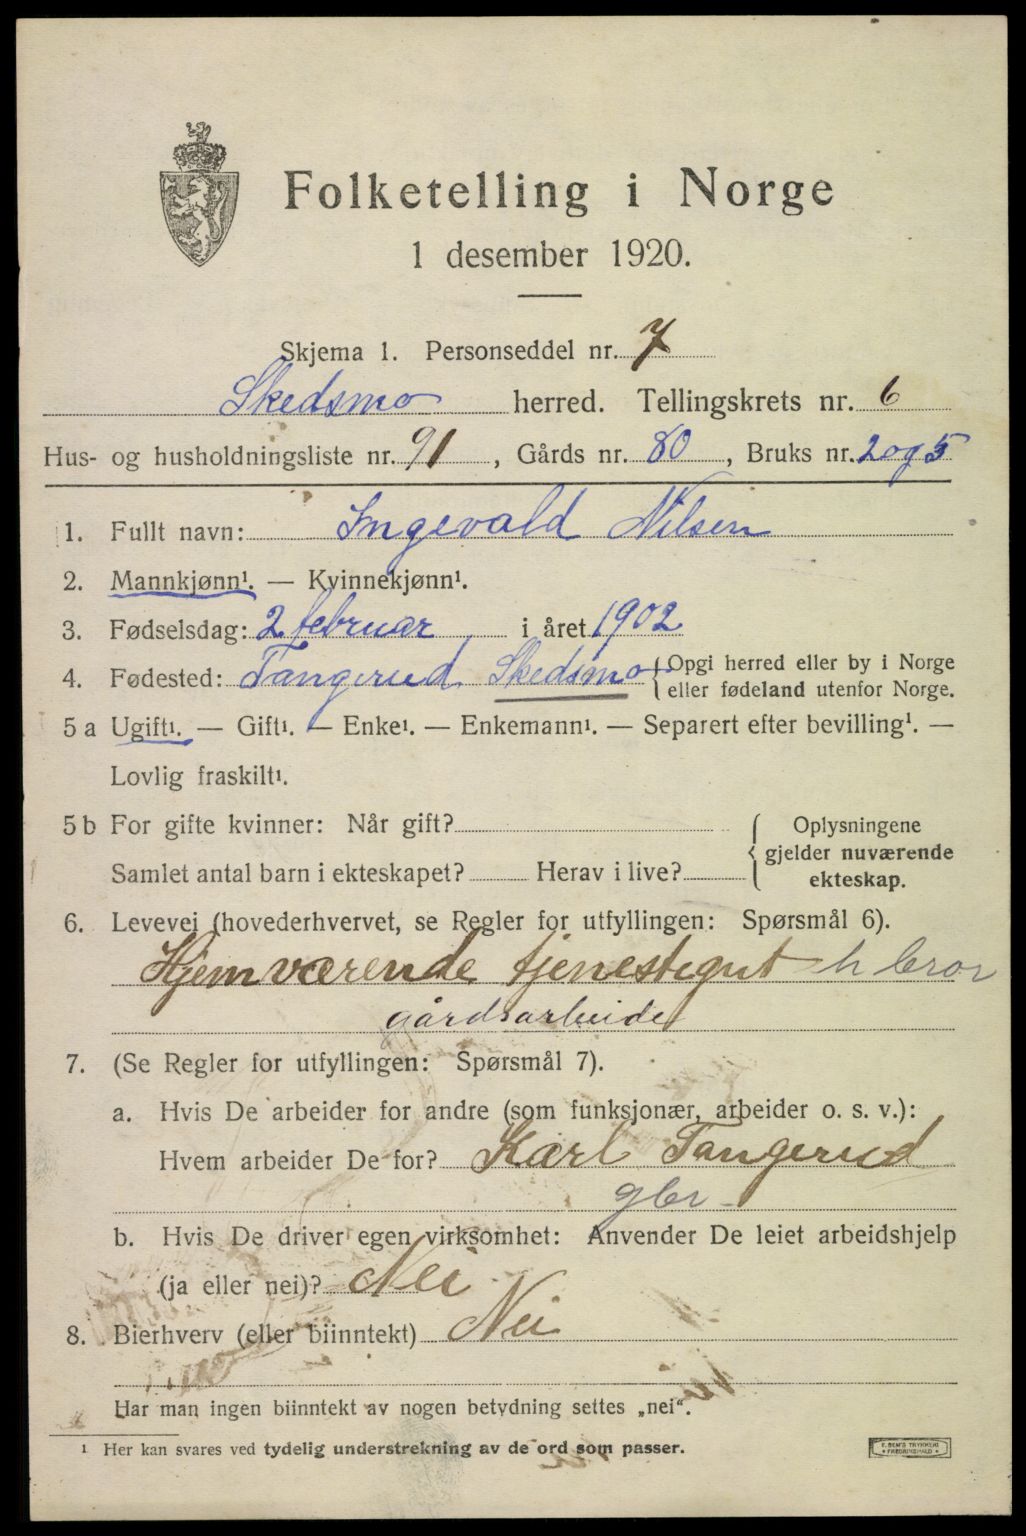 Folketelling i Norge
1 desember 1920.
Skjema 1. Personseddel nr. 7
Skedsmo herred. Tellingskrets nr. 6
Hus- og husholdningsliste nr. 91, Gårds nr. 80, Bruks nr. 2 og 5
1. Fullt navn: Ingevald Nilsen
2. Mannkjønn¹. — Kvinnekjønn¹.
3. Fødselsdag: 2 februar i året 1902
4. Fødested: Tangerud Skedsmo { Opgi herred eller by i Norge
eller fødeland utenfor Norge.
5 a Ugift¹. — Gift¹. — Enke¹. — Enkemann¹. — Separert efter bevilling¹. —
Lovlig fraskilt¹.
5 b For gifte kvinner: Når gift? { Oplysningene
gjelder nuværende
Samlet antal barn i ekteskapet? Herav i live? ekteskap.
6. Levevei (hovederhvervet, se Regler for utfyllingen: Spørsmål 6).
Hjemværende tjenestegut h bror
gårdsarbeide
7. (Se Regler for utfyllingen: Spørsmål 7).
a. Hvis De arbeider for andre (som funksjonær, arbeider o. s. v.):
Hvem arbeider De for? Karl Tangerud
gbr
b. Hvis De driver egen virksomhet: Anvender De leiet arbeidshjelp
(ja eller nei)? Nei
8. Bierhverv (eller biinntekt) Nei
Har man ingen biinntekt av nogen betydning settes „nei".
¹ Her kan svares ved tydelig understrekning av de ord som passer.